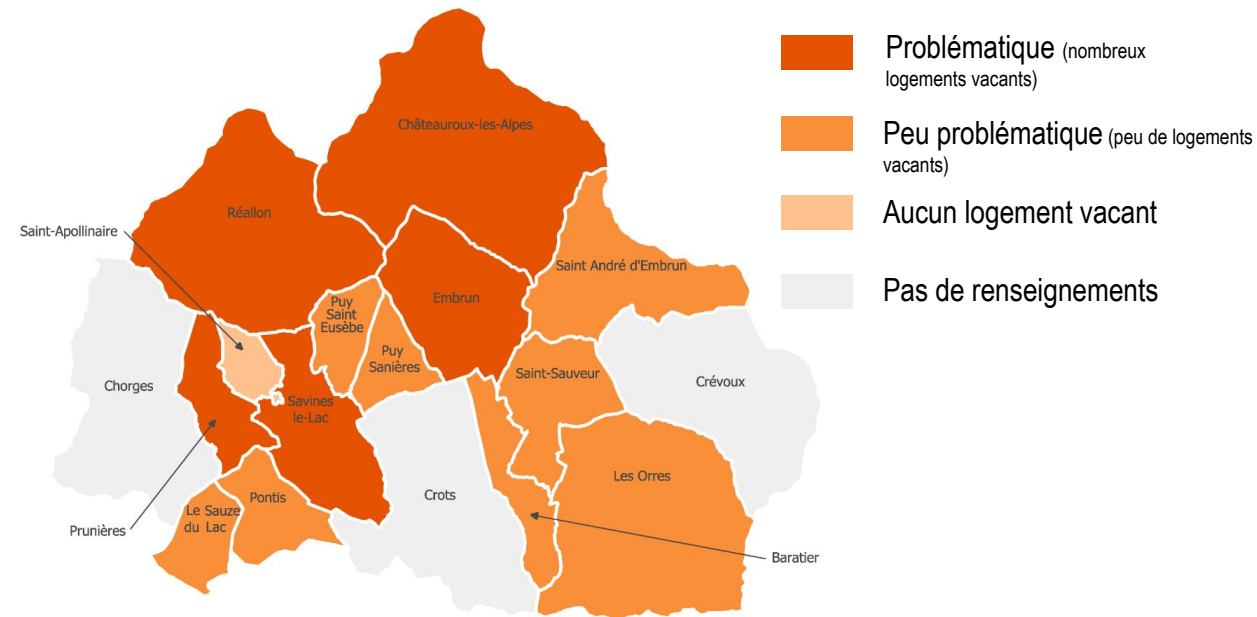 Problématique (nombreux
logements vacants)
Peu problématique (peu de logements
vacants)
Aucun logement vacant
Pas de renseignements
Châteauroux-les-Alpes
Réallon
Saint-Apollinaire
Saint André d'Embrun
Embrun
Puy
Saint
Eusèbe
Puy
Sanières
Saint-Sauveur
Crévoux
Chorges
Savines
le-Lac
Les Orres
Crots
Pontis
Le Sauze
du Lac
Prunières
Baratier